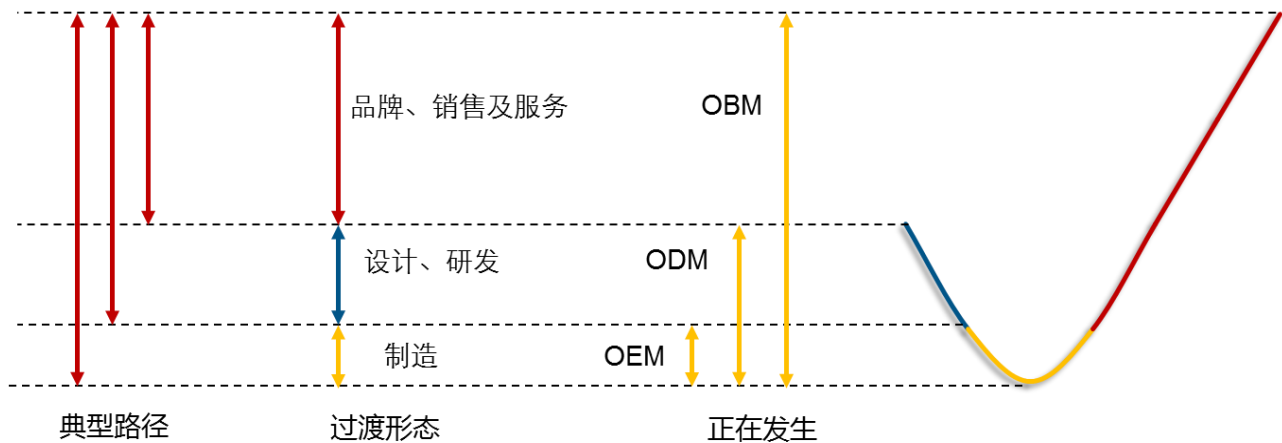 品牌、销售及服务
OBM
设计、研发
ODM
制造
OEM
典型路径
过渡形态
正在发生